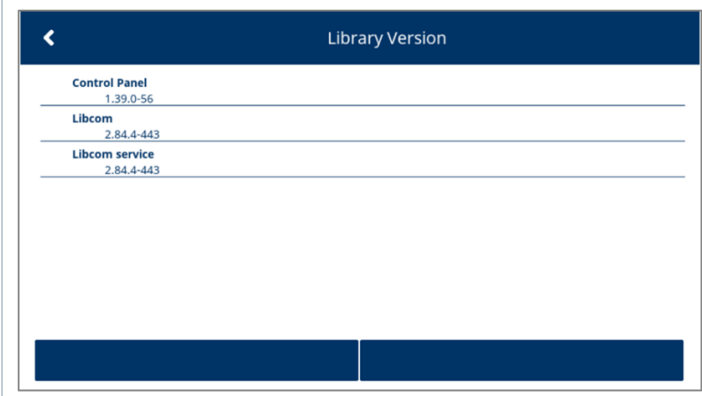 Library Version
Control Panel
1.39.0-56
Libcom
2.84.4-443
Libcom service
2.84.4-443